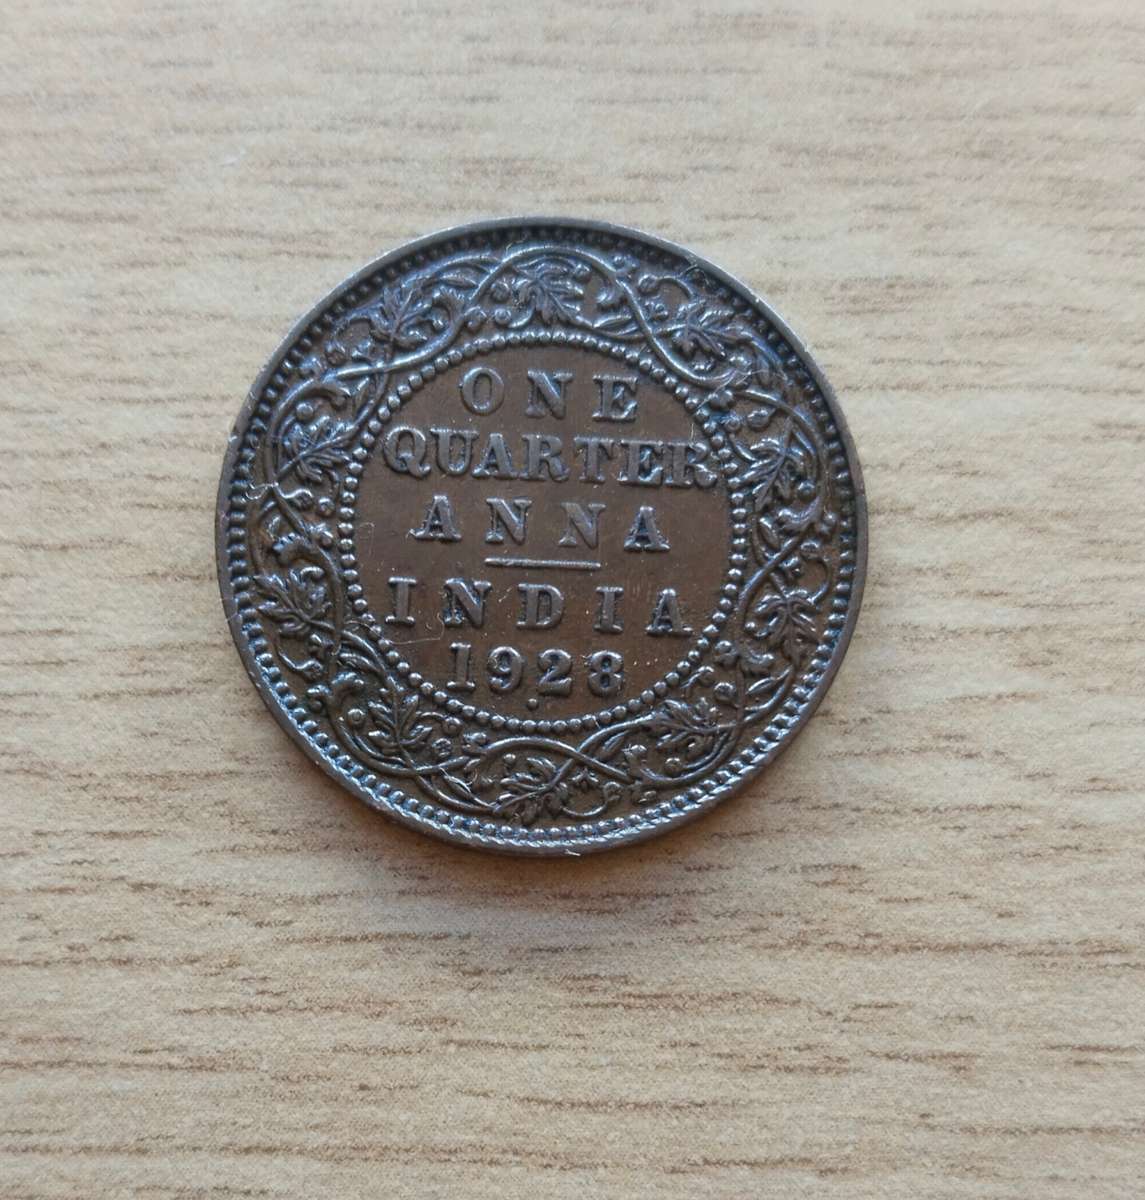 ONE
QUARTER
ANNA
INDIA
1928